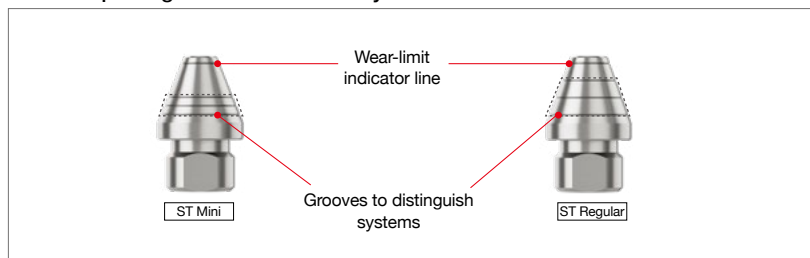 Wear-limit
indicator line
Grooves to distinguish
systems
ST Mini
ST Regular